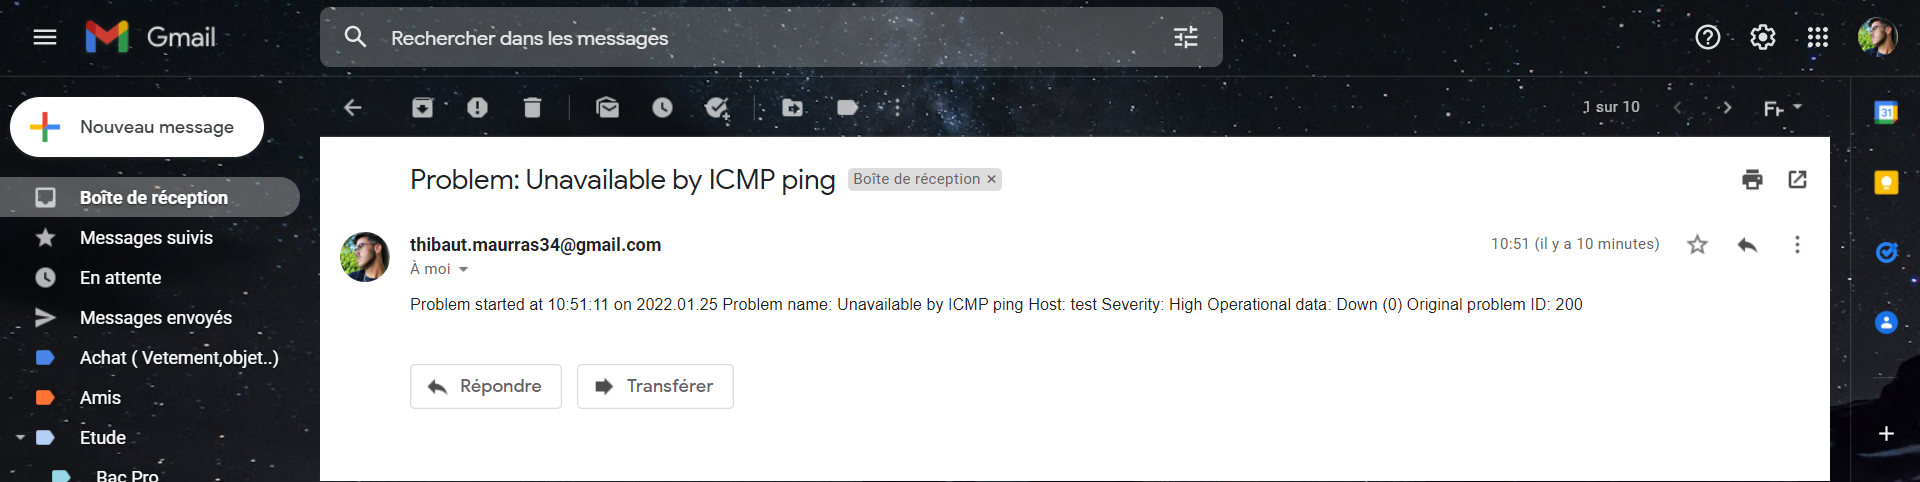 Gmail
Rechercher dans les messages
Nouveau message
1 sur 10
Fr
31
Boîte de réception
Messages suivis
En attente
Messages envoyés
Achat ( Vetement,objet..)
Amis
Etude
Bac Pro
Problem: Unavailable by ICMP ping
Boîte de réception ×
thibaut.maurras34@gmail.com
10:51 (il y a 10 minutes)
À moi
Problem started at 10:51:11 on 2022.01.25 Problem name: Unavailable by ICMP ping Host: test Severity: High Operational data: Down (0) Original problem ID: 200
Répondre
Transférer